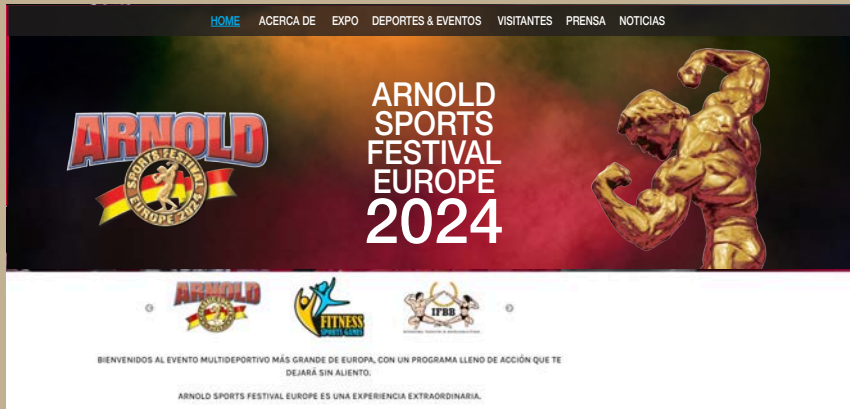 HOME ACERCA DE EXPO DEPORTES & EVENTOS VISITANTES PRENSA NOTICIAS
ARNOLD
SPORTS FESTIVAL
EUROPE 2024
ARNOLD
SPORTS
FESTIVAL
EUROPE
2024
ARNOLD
FITNESS
SPORTS GAMES
IFBB
BIENVENIDOS AL EVENTO MULTIDEPORTIVO MÁS GRANDE DE EUROPA, CON UN PROGRAMA LLENO DE ACCIÓN QUE TE
DEJARÁ SIN ALIENTO.
ARNOLD SPORTS FESTIVAL EUROPE ES UNA EXPERIENCIA EXTRAORDINARIA.